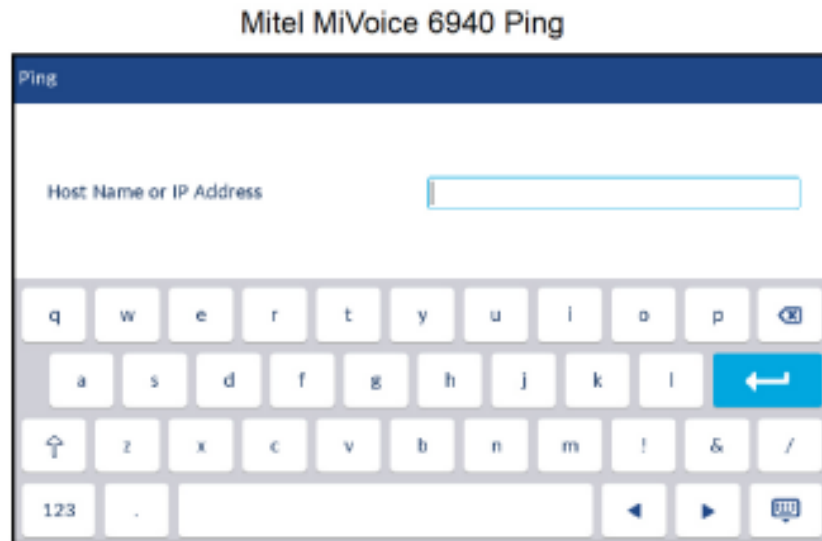 Mitel MiVoice 6940 Ping
Ping
Host Name or IP Address
q w e r t y u i o p
a s d f g h j k l
z x c v b n m ! & /
123 .